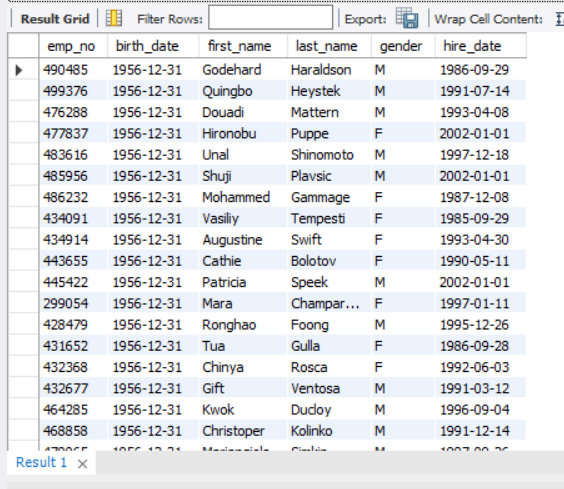 Result Grid Filter Rows: Export: Wrap Cell Content:
emp_no birth_date first_name last_name gender hire_date
490485 1956-12-31 Godehard Haraldson M 1986-09-29
499376 1956-12-31 Quingbo Heystek M 1991-07-14
476288 1956-12-31 Douadi Mattern M 1993-04-08
477837 1956-12-31 Hironobu Puppe F 2002-01-01
483616 1956-12-31 Unal Shinomoto M 1997-12-18
485956 1956-12-31 Shuji Plavsic M 2002-01-01
486232 1956-12-31 Mohammed Gammage F 1987-12-08
434091 1956-12-31 Vasiliy Tempesti F 1985-09-29
434914 1956-12-31 Augustine Swift F 1993-04-30
443655 1956-12-31 Cathie Bolotov F 1990-05-11
445422 1956-12-31 Patricia Speek M 2002-01-01
299054 1956-12-31 Mara Champar... F 1997-01-11
428479 1956-12-31 Ronghao Foong M 1995-12-26
431652 1956-12-31 Tua Gulla F 1986-09-28
432368 1956-12-31 Chinya Rosca F 1992-06-03
432677 1956-12-31 Gift Ventosa M 1991-03-12
464285 1956-12-31 Kwok Ducloy M 1996-09-04
468858 1956-12-31 Christoper Kolinko M 1991-12-14
Result 1